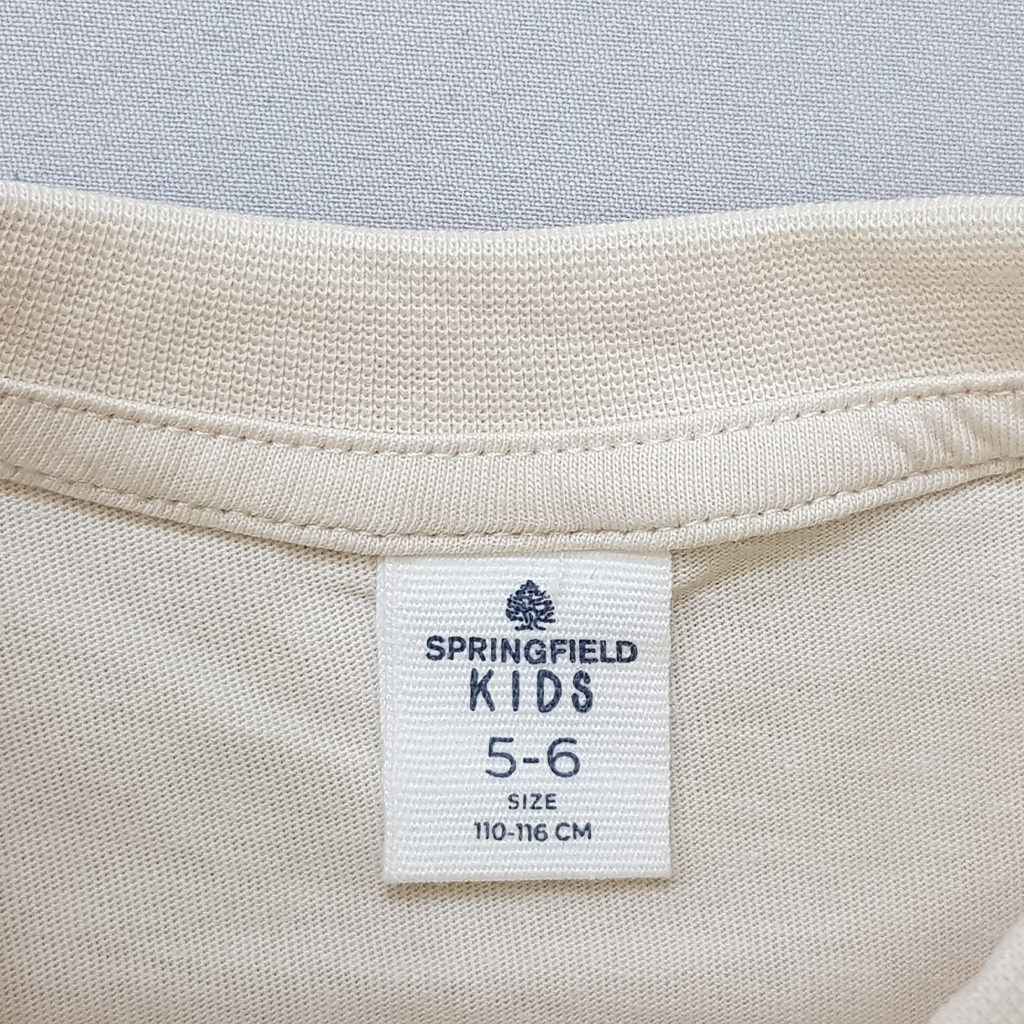 SPRINGFIELD
KIDS
5-6
SIZE
110-116 CM